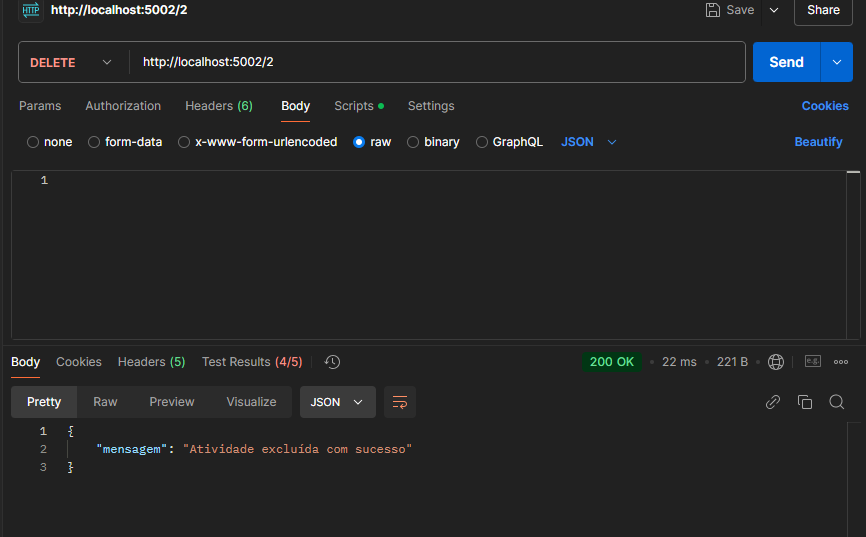 HTTP http://localhost:5002/2 Save Share
DELETE http://localhost:5002/2 Send
Params Authorization Headers (6) Body Scripts Settings Cookies
none form-data x-www-form-urlencoded raw binary GraphQL JSON Beautify
1
Body Cookies Headers (5) Test Results (4/5) 200 OK 22 ms 221 B e.g.
Pretty Raw Preview Visualize JSON
1 {
2 "mensagem": "Atividade excluída com sucesso"
3 }